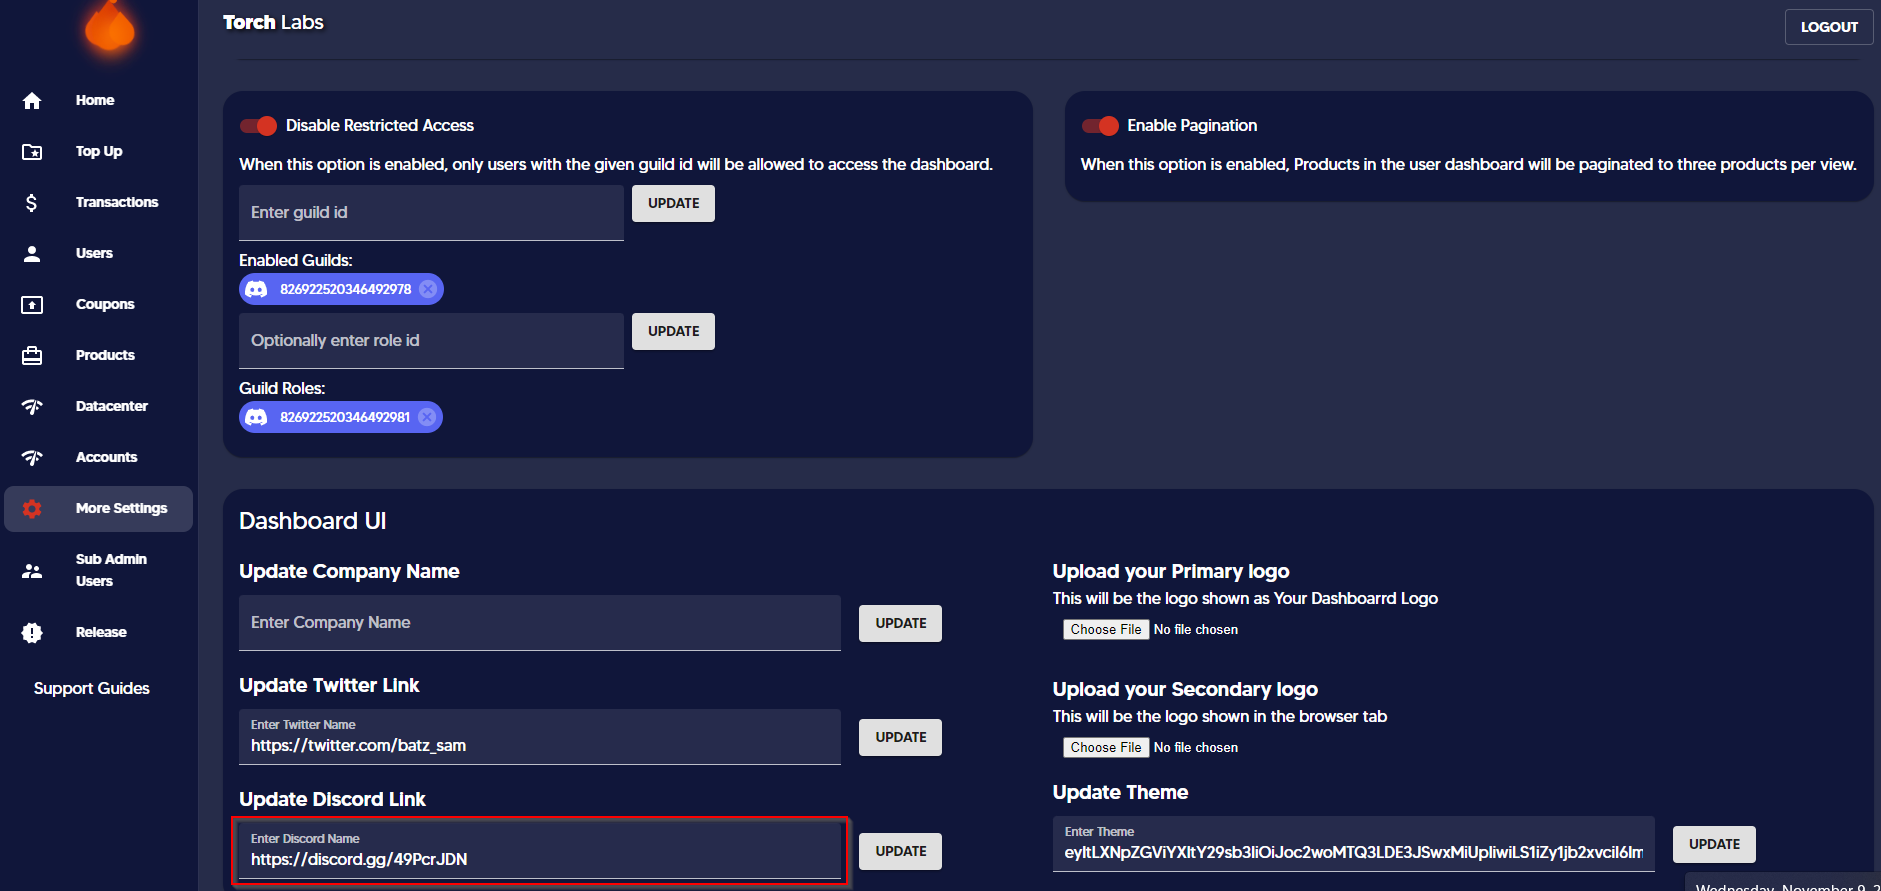 Torch Labs
LOGOUT
Home
Top Up
Transactions
Users
Coupons
Products
Datacenter
Accounts
More Settings
Sub Admin
Users
Release
Support Guides
Disable Restricted Access
When this option is enabled, only users with the given guild id will be allowed to access the dashboard.
Enter guild id
UPDATE
Enabled Guilds:
826922520346492978
Optionally enter role id
UPDATE
Guild Roles:
826922520346492981
Enable Pagination
When this option is enabled, Products in the user dashboard will be paginated to three products per view.
Dashboard UI
Update Company Name
Enter Company Name
UPDATE
Update Twitter Link
Enter Twitter Name
https://twitter.com/batz_sam
UPDATE
Update Discord Link
Enter Discord Name
https://discord.gg/49PcrJDN
UPDATE
Upload your Primary logo
This will be the logo shown as Your Dashboarrd Logo
Choose File No file chosen
Upload your Secondary logo
This will be the logo shown in the browser tab
Choose File No file chosen
Update Theme
Enter Theme
UPDATE
Wednesday, November 9, 2